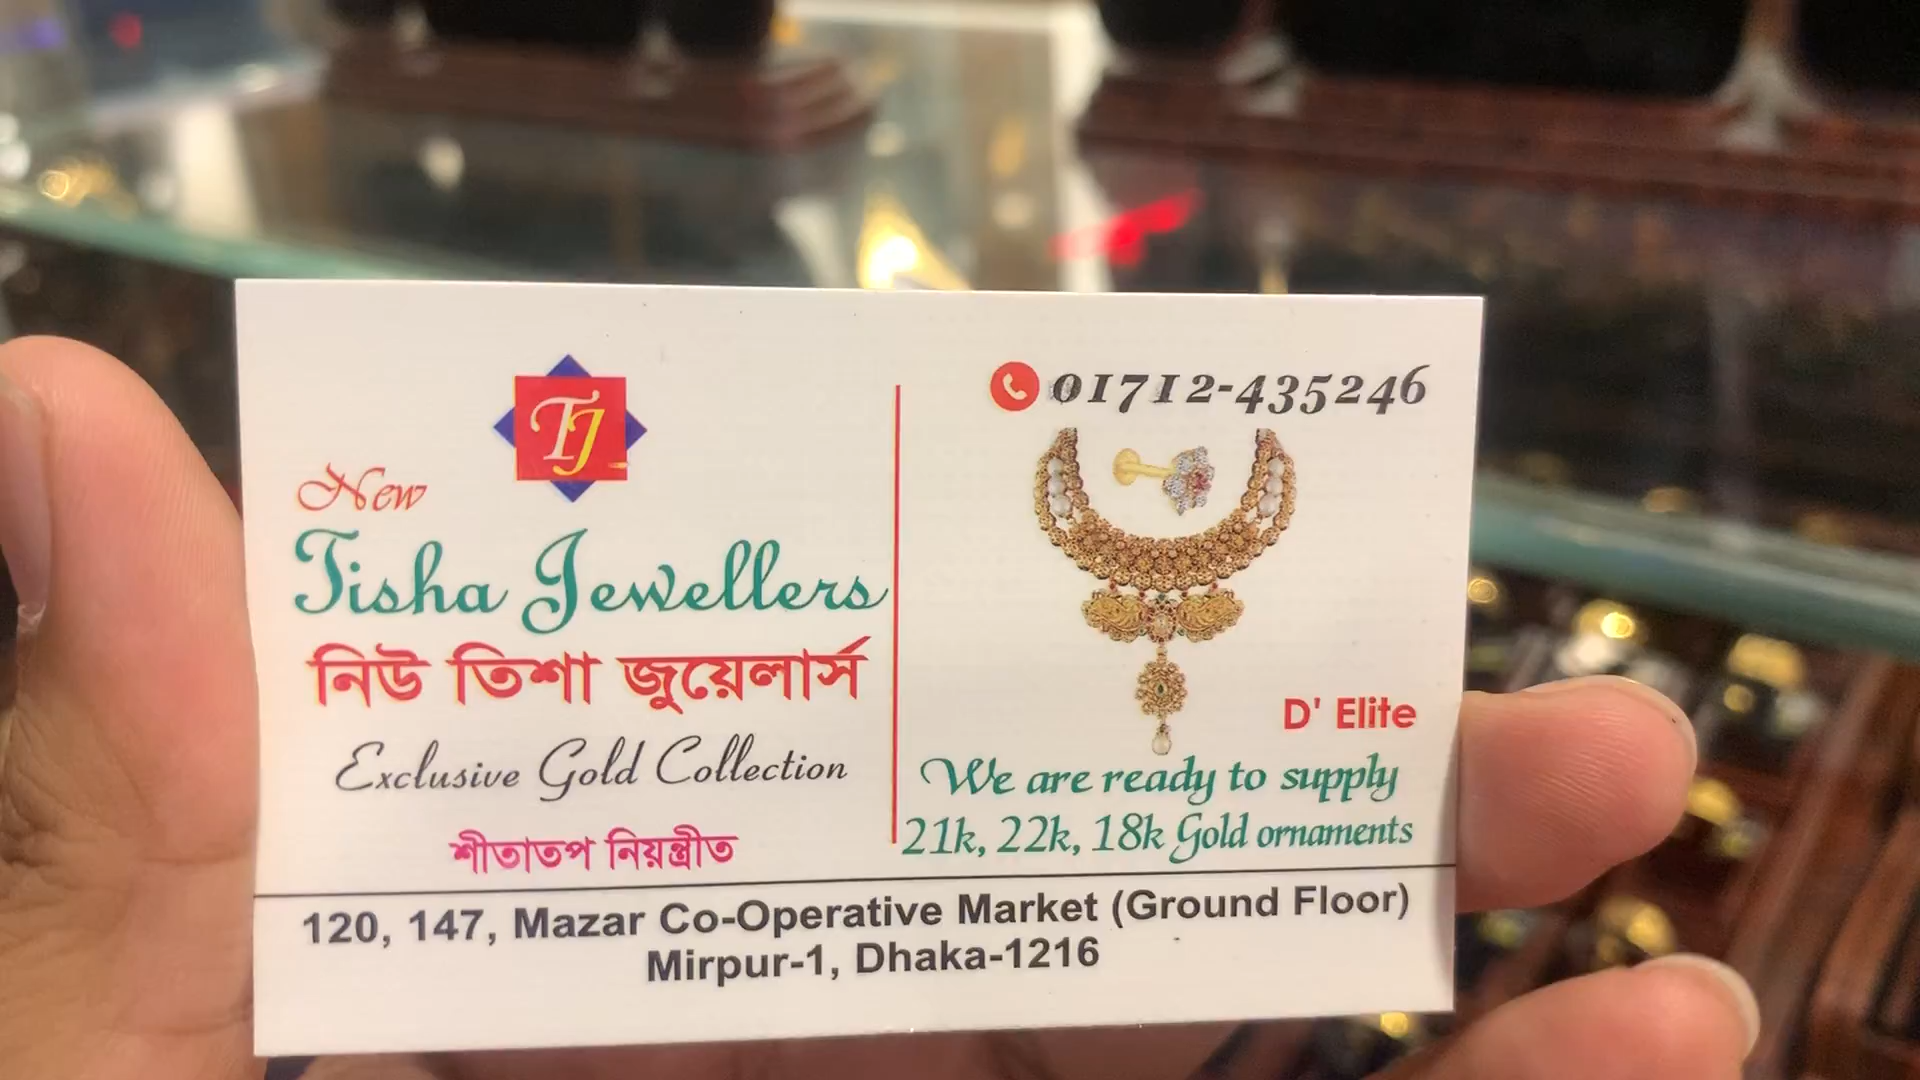 TJ
New
Tisha Jewellers
নিউ তিশা জুয়েলার্স
Exclusive Gold Collection
শীতাতপ নিয়ন্ত্রীত
01712-435246
D' Elite
We are ready to supply
21k, 22k, 18k Gold ornaments
120, 147, Mazar Co-Operative Market (Ground Floor)
Mirpur-1, Dhaka-1216